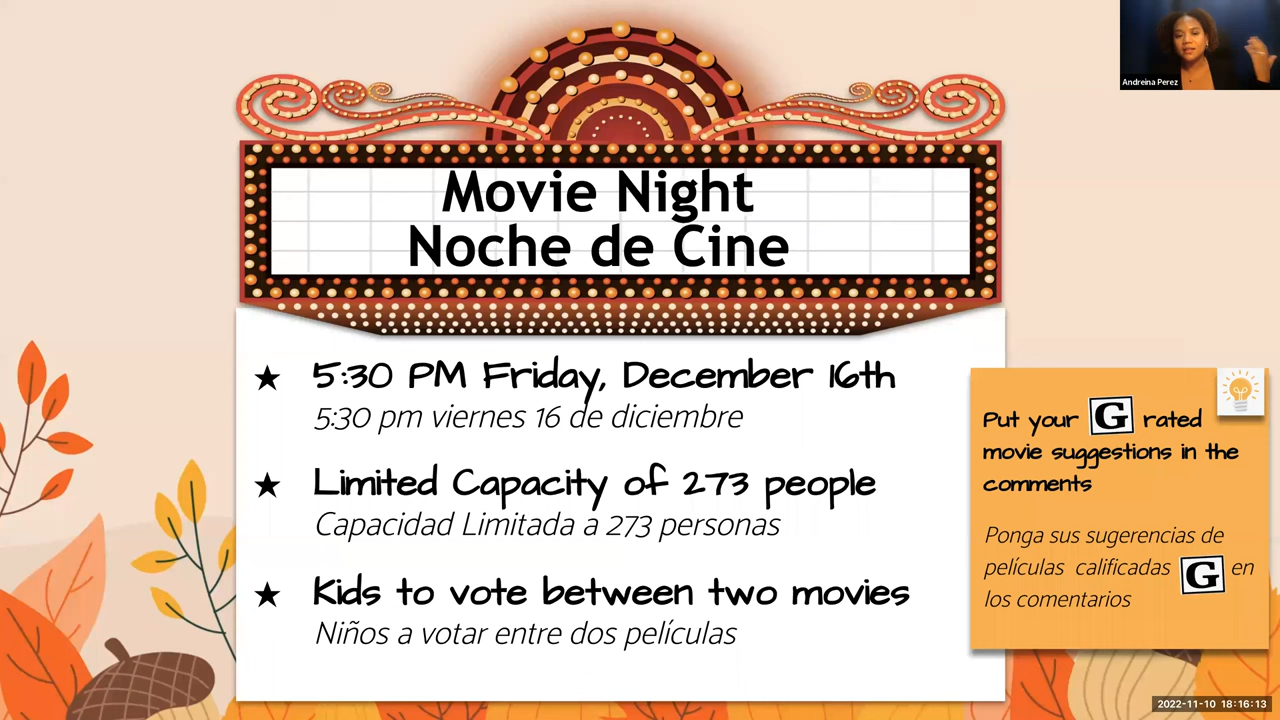 Andreina Perez
Movie Night
Noche de Cine
★ 5:30 PM Friday, December 16th
5:30 pm viernes 16 de diciembre
★ Limited Capacity of 273 people
Capacidad Limitada a 273 personas
★ Kids to vote between two movies
Niños a votar entre dos películas
Put your G rated
movie suggestions in the
comments
Ponga sus sugerencias de
películas calificadas G en
los comentarios
2022-11-10 18:16:13